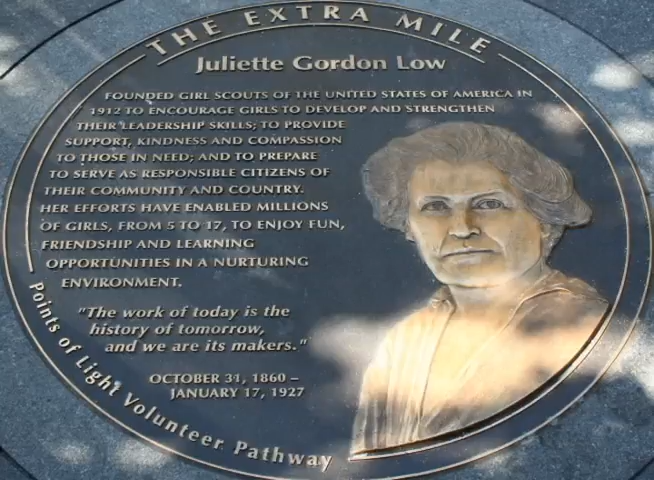 THE EXTRA MILE
Juliette Gordon Low
FOUNDED GIRL SCOUTS OF THE UNITED STATES OF AMERICA IN
1912 TO ENCOURAGE GIRLS TO DEVELOP AND STRENGTHEN
THEIR LEADERSHIP SKILLS; TO PROVIDE
SUPPORT, KINDNESS AND COMPASSION
TO THOSE IN NEED; AND TO PREPARE
TO SERVE AS RESPONSIBLE CITIZENS OF
THEIR COMMUNITY AND COUNTRY.
HER EFFORTS HAVE ENABLED MILLIONS
OF GIRLS, FROM 5 TO 17, TO ENJOY FUN,
FRIENDSHIP AND LEARNING
OPPORTUNITIES IN A NURTURING
ENVIRONMENT.
"The work of today is the
history of tomorrow,
and we are its makers."
OCTOBER 31, 1860 –
JANUARY 17, 1927
Points of Light Volunteer Pathway